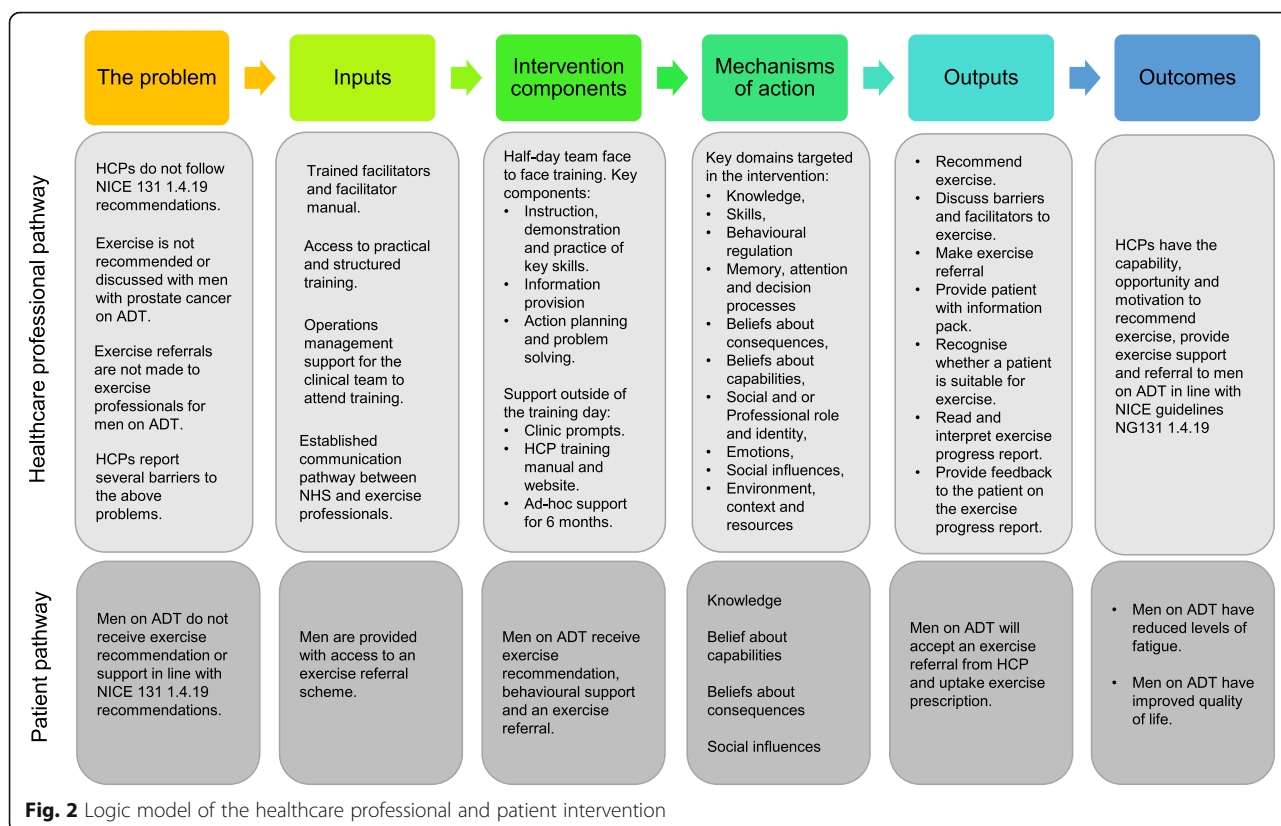 The problem
Inputs
Intervention
components
Mechanisms
of action
Outputs
Outcomes
Healthcare professional pathway
HCPs do not follow
NICE 131 1.4.19
recommendations.
Exercise is not
recommended or
discussed with men
with prostate cancer
on ADT.
Exercise referrals
are not made to
exercise
professionals for
men on ADT.
HCPs report
several barriers to
the above
problems.
Trained facilitators
and facilitator
manual.
Access to practical
and structured
training.
Operations
management
support for the
clinical team to
attend training.
Established
communication
pathway between
NHS and exercise
professionals.
Half-day team face
to face training. Key
components:
• Instruction,
demonstration
and practice of
key skills.
• Information
provision
• Action planning
and problem
solving.
Support outside of
the training day:
• Clinic prompts.
• HCP training
manual and
website.
• Ad-hoc support
for 6 months.
Key domains targeted
in the intervention:
• Knowledge,
• Skills,
• Behavioural
regulation
• Memory, attention
and decision
processes
• Beliefs about
consequences,
• Beliefs about
capabilities,
• Social and or
Professional role
and identity,
• Emotions,
• Social influences,
• Environment,
context and
resources
• Recommend
exercise.
• Discuss barriers
and facilitators to
exercise.
• Make exercise
referral
• Provide patient
with information
pack.
• Recognise
whether a patient
is suitable for
exercise.
• Read and
interpret exercise
progress report.
• Provide feedback
to the patient on
the exercise
progress report.
HCPs have the
capability,
opportunity and
motivation to
recommend
exercise, provide
exercise support
and referral to men
on ADT in line with
NICE guidelines
NG131 1.4.19
Patient pathway
Men on ADT do not
receive exercise
recommendation or
support in line with
NICE 131 1.4.19
recommendations.
Men are provided
with access to an
exercise referral
scheme.
Men on ADT receive
exercise
recommendation,
behavioural support
and an exercise
referral.
Knowledge
Belief about
capabilities
Beliefs about
consequences
Social influences
Men on ADT will
accept an exercise
referral from HCP
and uptake exercise
prescription.
• Men on ADT have
reduced levels of
fatigue.
• Men on ADT have
improved quality
of life.
Fig. 2 Logic model of the healthcare professional and patient intervention